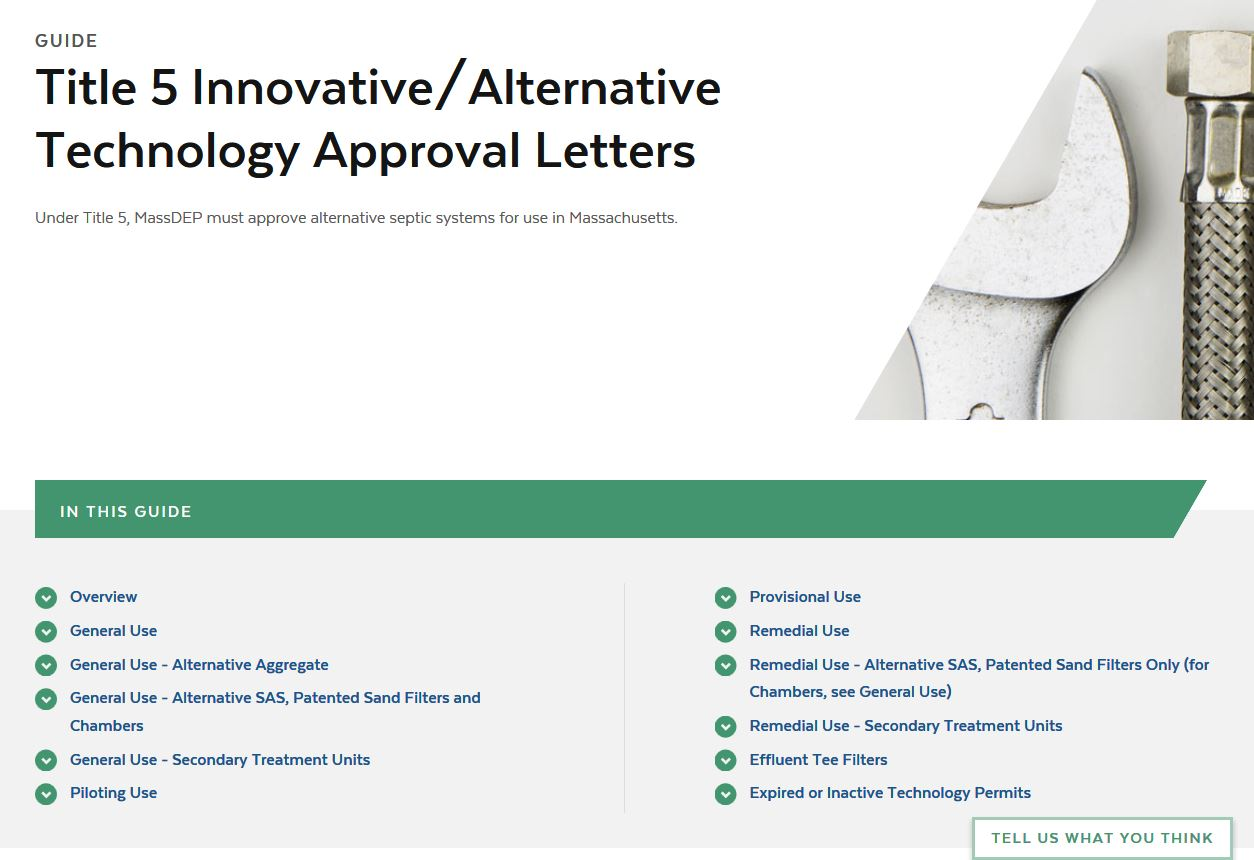 GUIDE
Title 5 Innovative/Alternative
Technology Approval Letters
Under Title 5, MassDEP must approve alternative septic systems for use in Massachusetts.
IN THIS GUIDE
Overview
General Use
General Use - Alternative Aggregate
General Use - Alternative SAS, Patented Sand Filters and
Chambers
General Use - Secondary Treatment Units
Piloting Use
Provisional Use
Remedial Use
Remedial Use - Alternative SAS, Patented Sand Filters Only (for
Chambers, see General Use)
Remedial Use - Secondary Treatment Units
Effluent Tee Filters
Expired or Inactive Technology Permits
TELL US WHAT YOU THINK